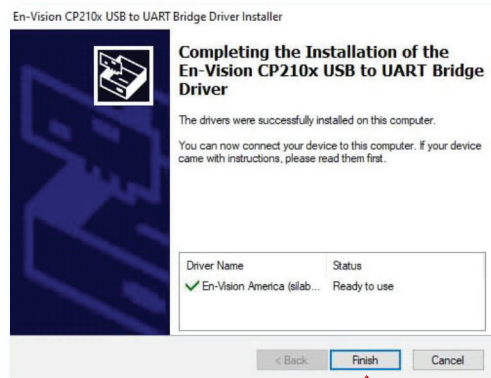 En-Vision CP210x USB to UART Bridge Driver Installer
Completing the Installation of the
En-Vision CP210x USB to UART Bridge
Driver
The drivers were successfully installed on this computer.
You can now connect your device to this computer. If your device
came with instructions, please read them first.
Driver Name Status
En-Vision America (silab... Ready to use
< Back Finish Cancel